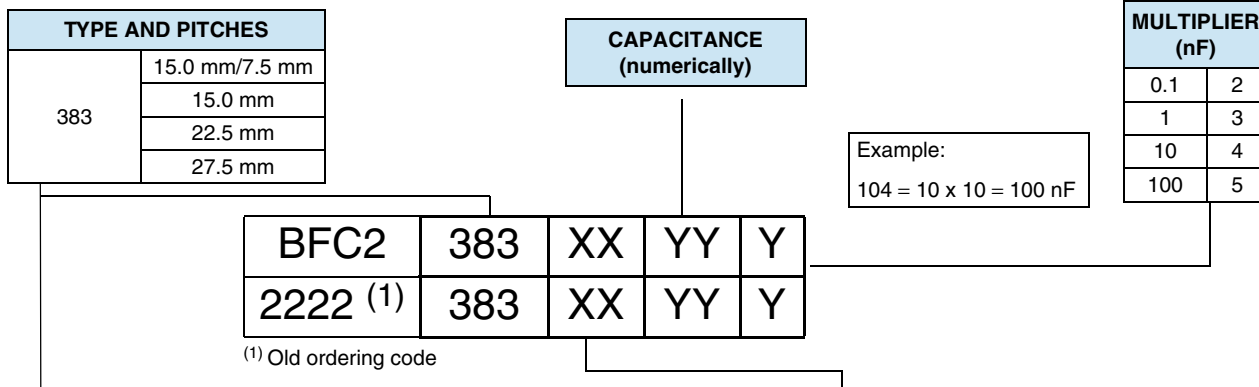 TYPE AND PITCHES
383
15.0 mm/7.5 mm
15.0 mm
22.5 mm
27.5 mm
CAPACITANCE
(numerically)
MULTIPLIER
(nF)
0.1 2
1 3
10 4
100 5
Example:
104 = 10 x 10 = 100 nF
BFC2 383 XX YY Y
2222 (1) 383 XX YY Y
(1) Old ordering code